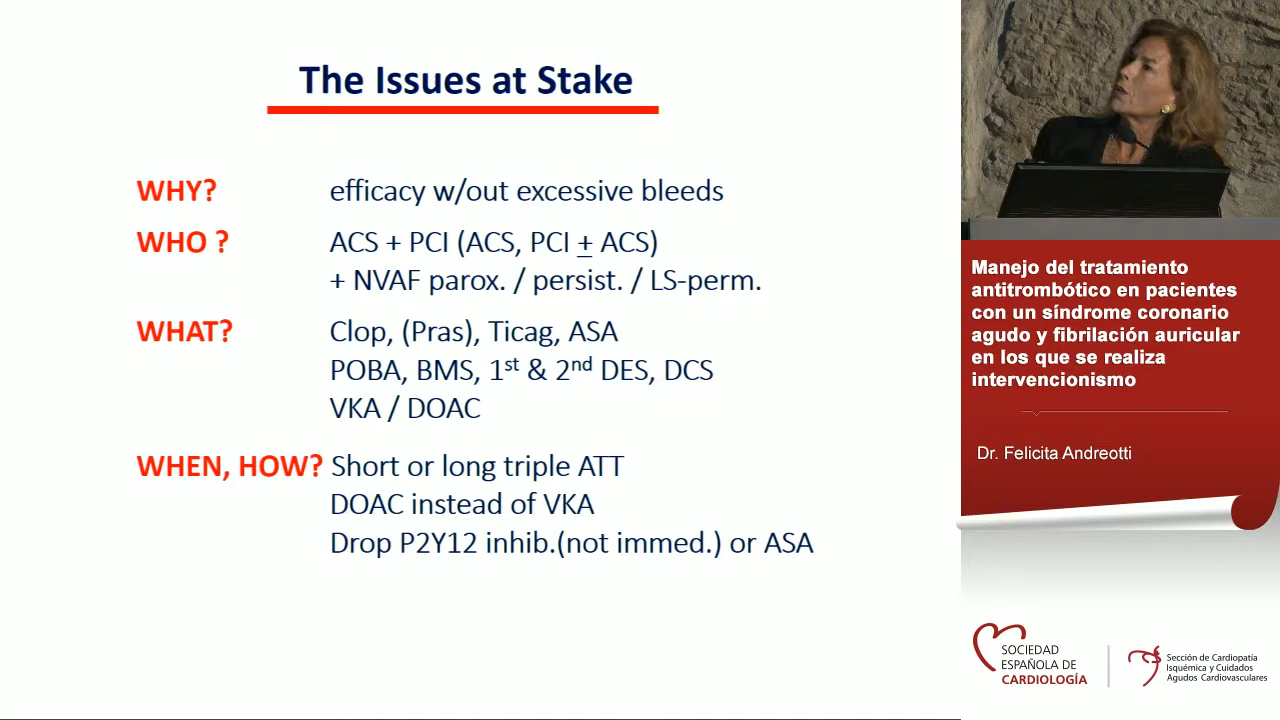 The Issues at Stake
WHY? efficacy w/out excessive bleeds
WHO ? ACS + PCI (ACS, PCI ± ACS)
+ NVAF parox. / persist. / LS-perm.
WHAT? Clop, (Pras), Ticag, ASA
POBA, BMS, 1st & 2nd DES, DCS
VKA / DOAC
WHEN, HOW? Short or long triple ATT
DOAC instead of VKA
Drop P2Y12 inhib.(not immed.) or ASA
Manejo del tratamiento
antitrombótico en pacientes
con un síndrome coronario
agudo y fibrilación auricular
en los que se realiza
intervencionismo
Dr. Felicita Andreotti
SOCIEDAD
ESPAÑOLA DE
CARDIOLOGÍA
Sección de Cardiopatía
Isquémica y Cuidados
Agudos Cardiovasculares